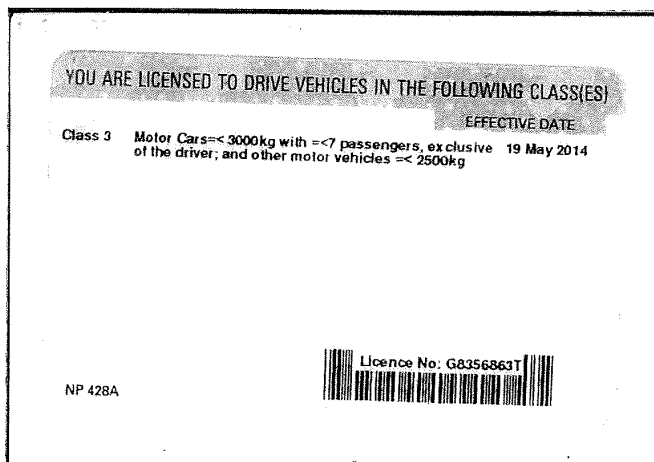 YOU ARE LICENSED TO DRIVE VEHICLES IN THE FOLLOWING CLASS(ES)
EFFECTIVE DATE
Class 3 Motor Cars=< 3000kg with =<7 passengers, exclusive 19 May 2014
of the driver; and other motor vehicles =< 2500kg
Licence No: G8356863T
NP 428A